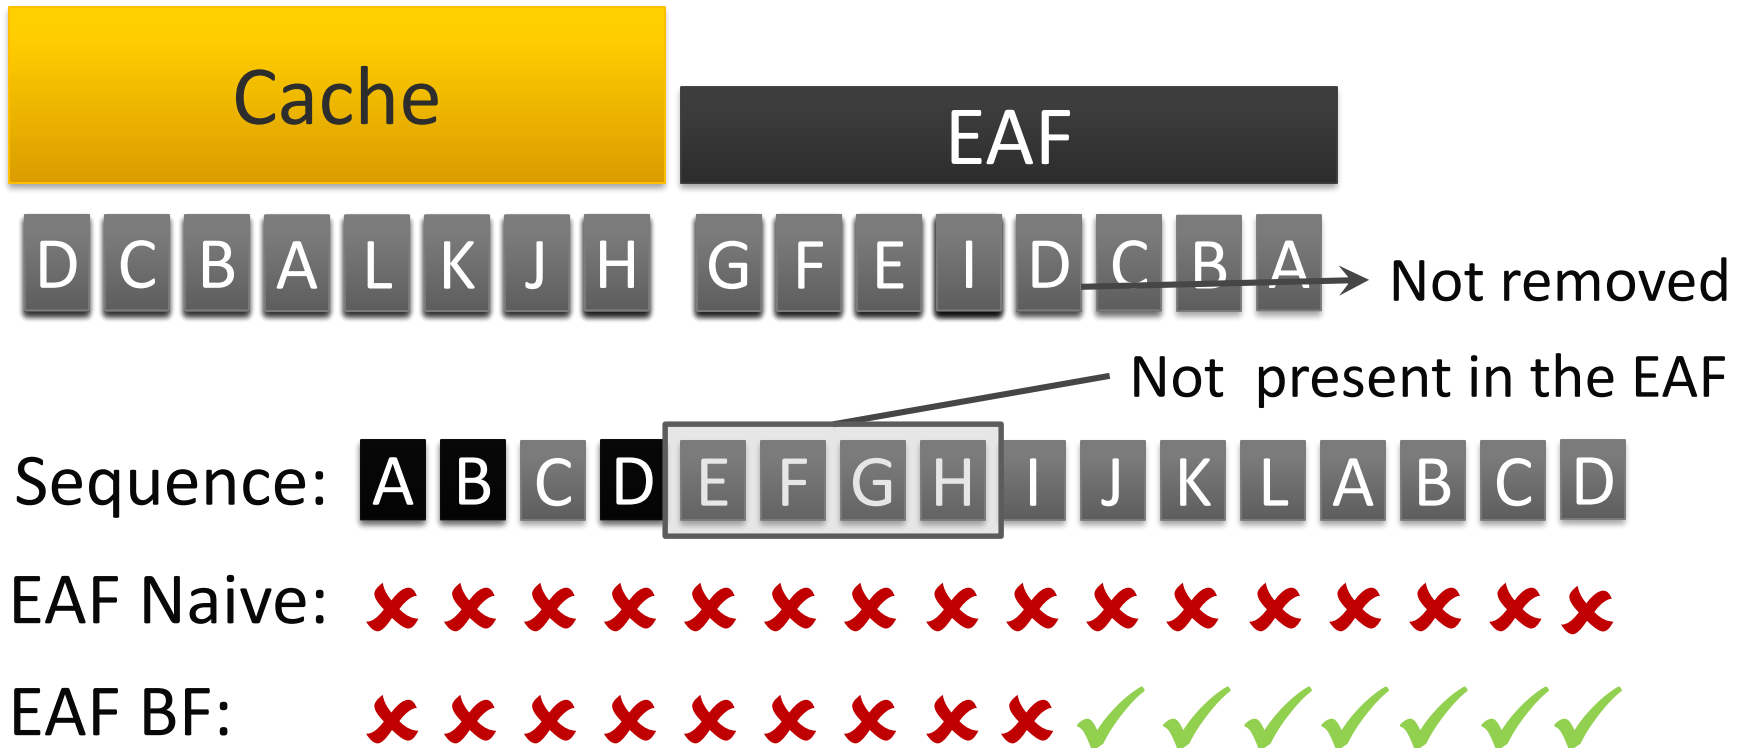 Cache
EAF
D C B A L K J H G F E I D C B A
Not removed
Not present in the EAF
Sequence: A B C D E F G H I J K L A B C D
EAF Naive:
EAF BF: